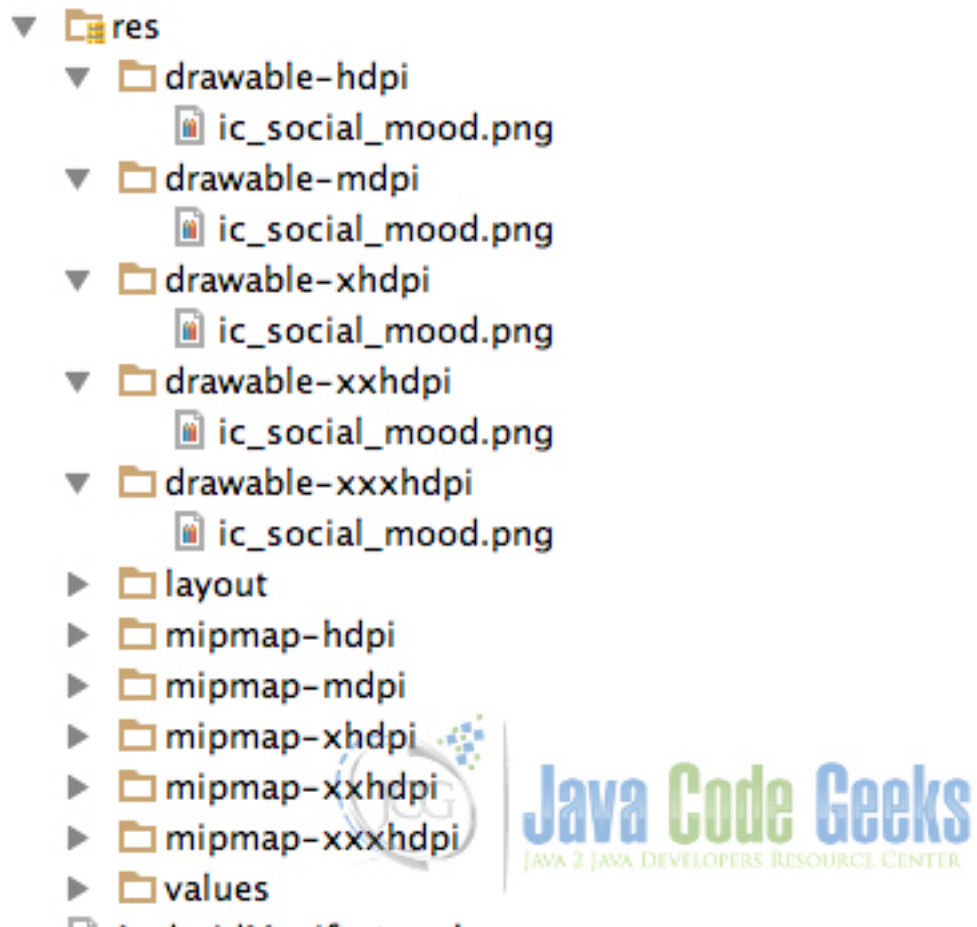 res
drawable-hdpi
ic_social_mood.png
drawable-mdpi
ic_social_mood.png
drawable-xhdpi
ic_social_mood.png
drawable-xxhdpi
ic_social_mood.png
drawable-xxxhdpi
ic_social_mood.png
layout
mipmap-hdpi
mipmap-mdpi
mipmap-xhdpi
mipmap-xxhdpi
mipmap-xxxhdpi
values
JCG
Java Code Geeks
JAVA 2 JAVA DEVELOPERS RESOURCE CENTER